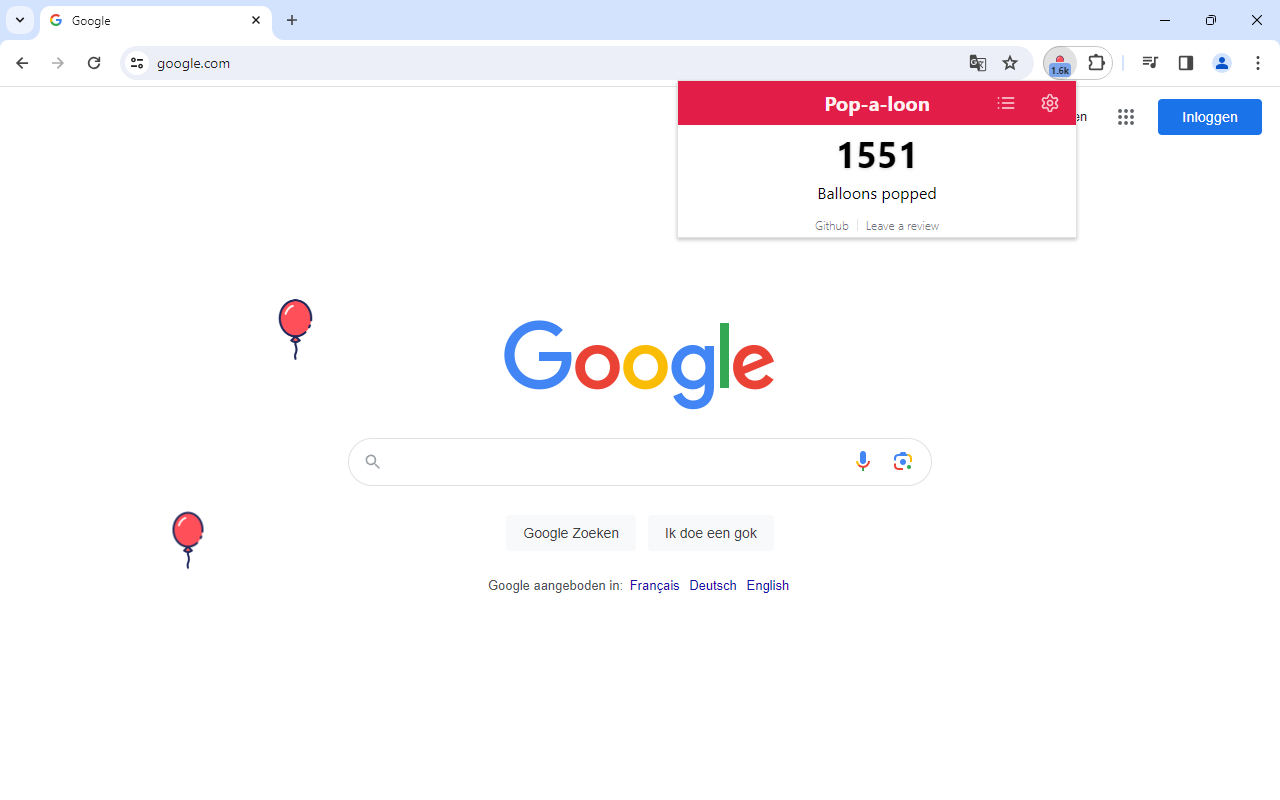 Google
google.com
1.6k
Pop-a-loon
en
Inloggen
1551
Balloons popped
Github
Leave a review
Google
Google Zoeken
Ik doe een gok
Google aangeboden in: Français Deutsch English